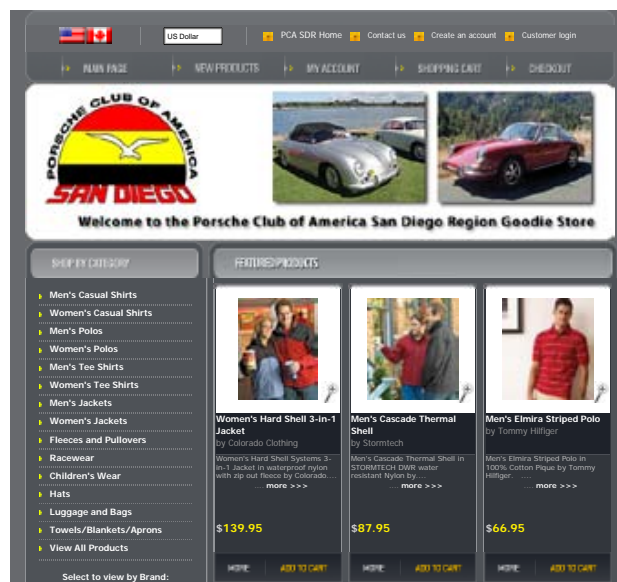 US Dollar
PCA SDR Home
Contact us
Create an account
Customer login
MAIN PAGE
NEW PRODUCTS
MY ACCOUNT
SHOPPING CART
CHECKOUT
PORSCHE CLUB OF AMERICA
SAN DIEGO
Welcome to the Porsche Club of America San Diego Region Goodie Store
SHOP BY CATEGORY
FEATURED PRODUCTS
Men's Casual Shirts
Women's Casual Shirts
Men's Polos
Women's Polos
Men's Tee Shirts
Women's Tee Shirts
Men's Jackets
Women's Jackets
Fleeces and Pullovers
Racewear
Children's Wear
Hats
Luggage and Bags
Towels/Blankets/Aprons
View All Products
Select to view by Brand:
Women's Hard Shell 3-in-1
Jacket
by Colorado Clothing
Women's Hard Shell Systems 3-
in-1 Jacket in waterproof nylon
with zip out fleece by Colorado....
.... more >>>
$139.95
MORE
ADD TO CART
Men's Cascade Thermal
Shell
by Stormtech
Men's Cascade Thermal Shell in
STORMTECH DWR water
resistant Nylon by....
.... more >>>
$87.95
MORE
ADD TO CART
Men's Elmira Striped Polo
by Tommy Hilfiger
Men's Elmira Striped Polo in
100% Cotton Pique by Tommy
Hilfiger. ....
.... more >>>
$66.95
MORE
ADD TO CART